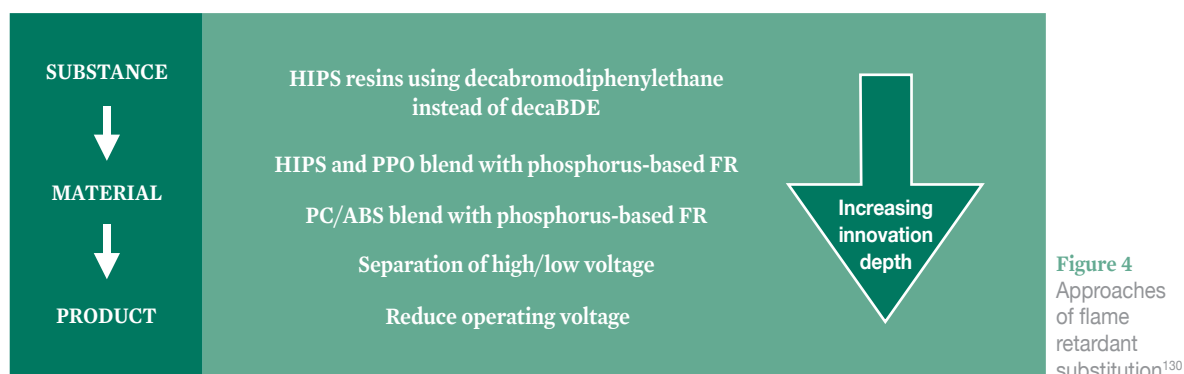 SUBSTANCE
MATERIAL
PRODUCT
HIPS resins using decabromodiphenylethane
instead of decaBDE
HIPS and PPO blend with phosphorus-based FR
PC/ABS blend with phosphorus-based FR
Separation of high/low voltage
Reduce operating voltage
Increasing
innovation
depth
Figure 4
Approaches
of flame
retardant
substitution130